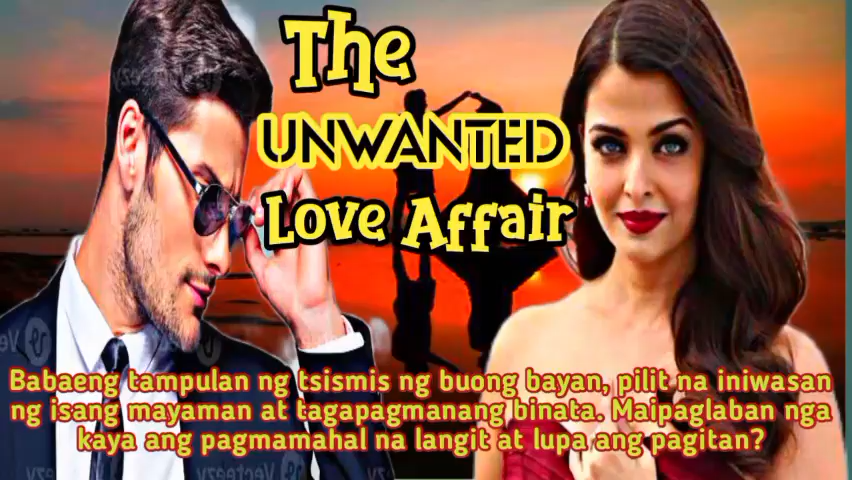 The
UNWANTED
Love Affair
Babaeng tampulan ng tsismis ng buong bayan, pilit na iniwasan
ng isang mayaman at tagapagmanang binata. Maipaglaban nga
kaya ang pagmamahal na langit at lupa ang pagitan?
Vecteezy